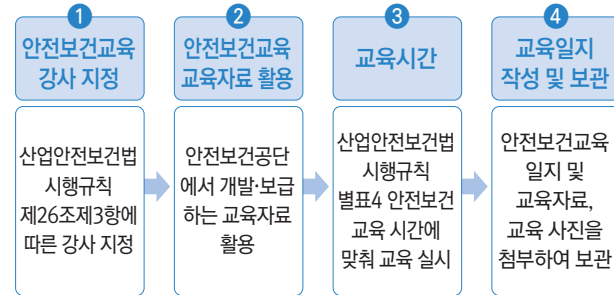 1
안전보건교육
강사 지정
산업안전보건법
시행규칙
제26조제3항에
따른 강사 지정
2
안전보건교육
교육자료 활용
안전보건공단
에서 개발·보급
하는 교육자료
활용
3
교육시간
산업안전보건법
시행규칙
별표4 안전보건
교육 시간에
맞춰 교육 실시
4
교육일지
작성 및 보관
안전보건교육
일지 및
교육자료,
교육 사진을
첨부하여 보관